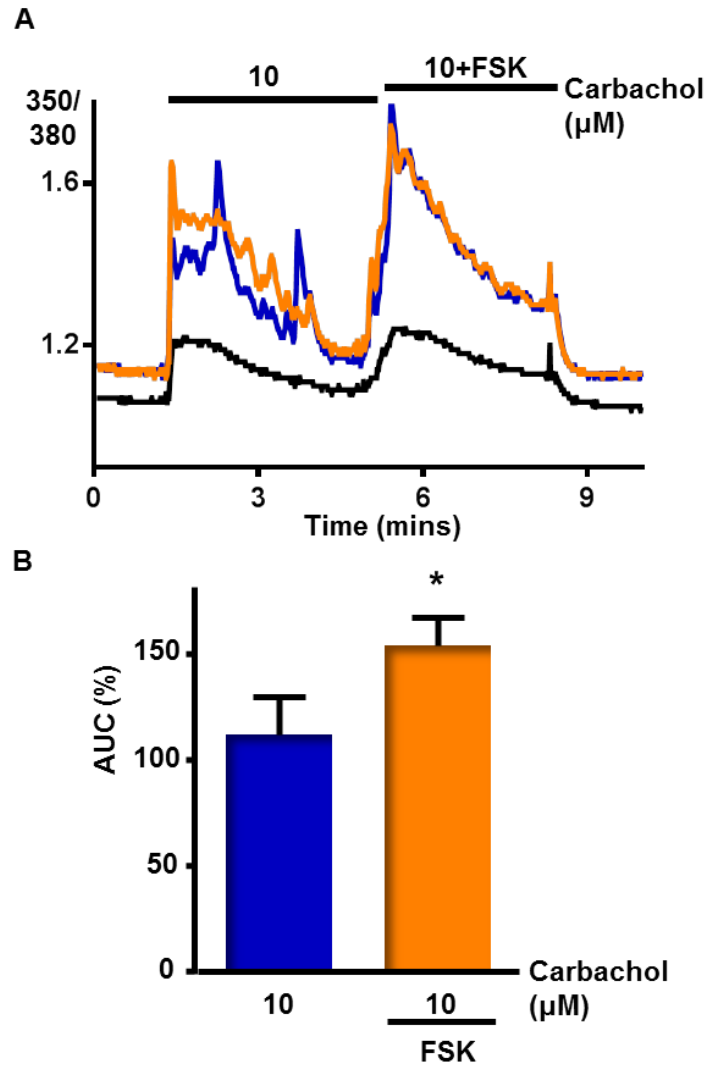 A
10
10+FSK
Carbachol
(µM)
350/
380
1.6
1.2
0
3
6
9
Time (mins)
B
*
150
100
50
0
AUC (%)
10
10
Carbachol
(µM)
FSK